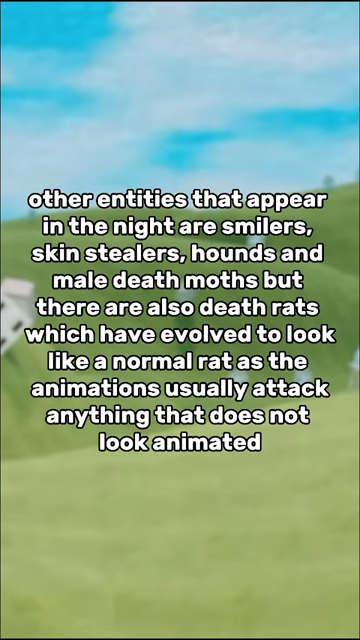 other entities that appear
in the night are smilers,
skin stealers, hounds and
male death moths but
there are also death rats
which have evolved to look
like a normal rat as the
animations usually attack
anything that does not
look animated